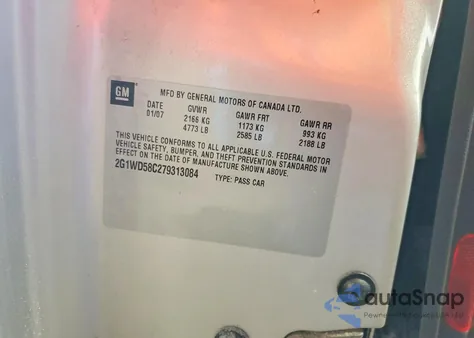 GM
MFD BY GENERAL MOTORS OF CANADA LTD.
DATE GVWR GAWR FRT GAWR RR
01/07 2166 KG 1173 KG 993 KG
4773 LB 2585 LB 2188 LB
THIS VEHICLE CONFORMS TO ALL APPLICABLE U.S. FEDERAL MOTOR
VEHICLE SAFETY, BUMPER, AND THEFT PREVENTION STANDARDS IN
EFFECT ON THE DATE OF MANUFACTURE SHOWN ABOVE.
2G1WD58C279313084 TYPE: PASS CAR
autoSnap